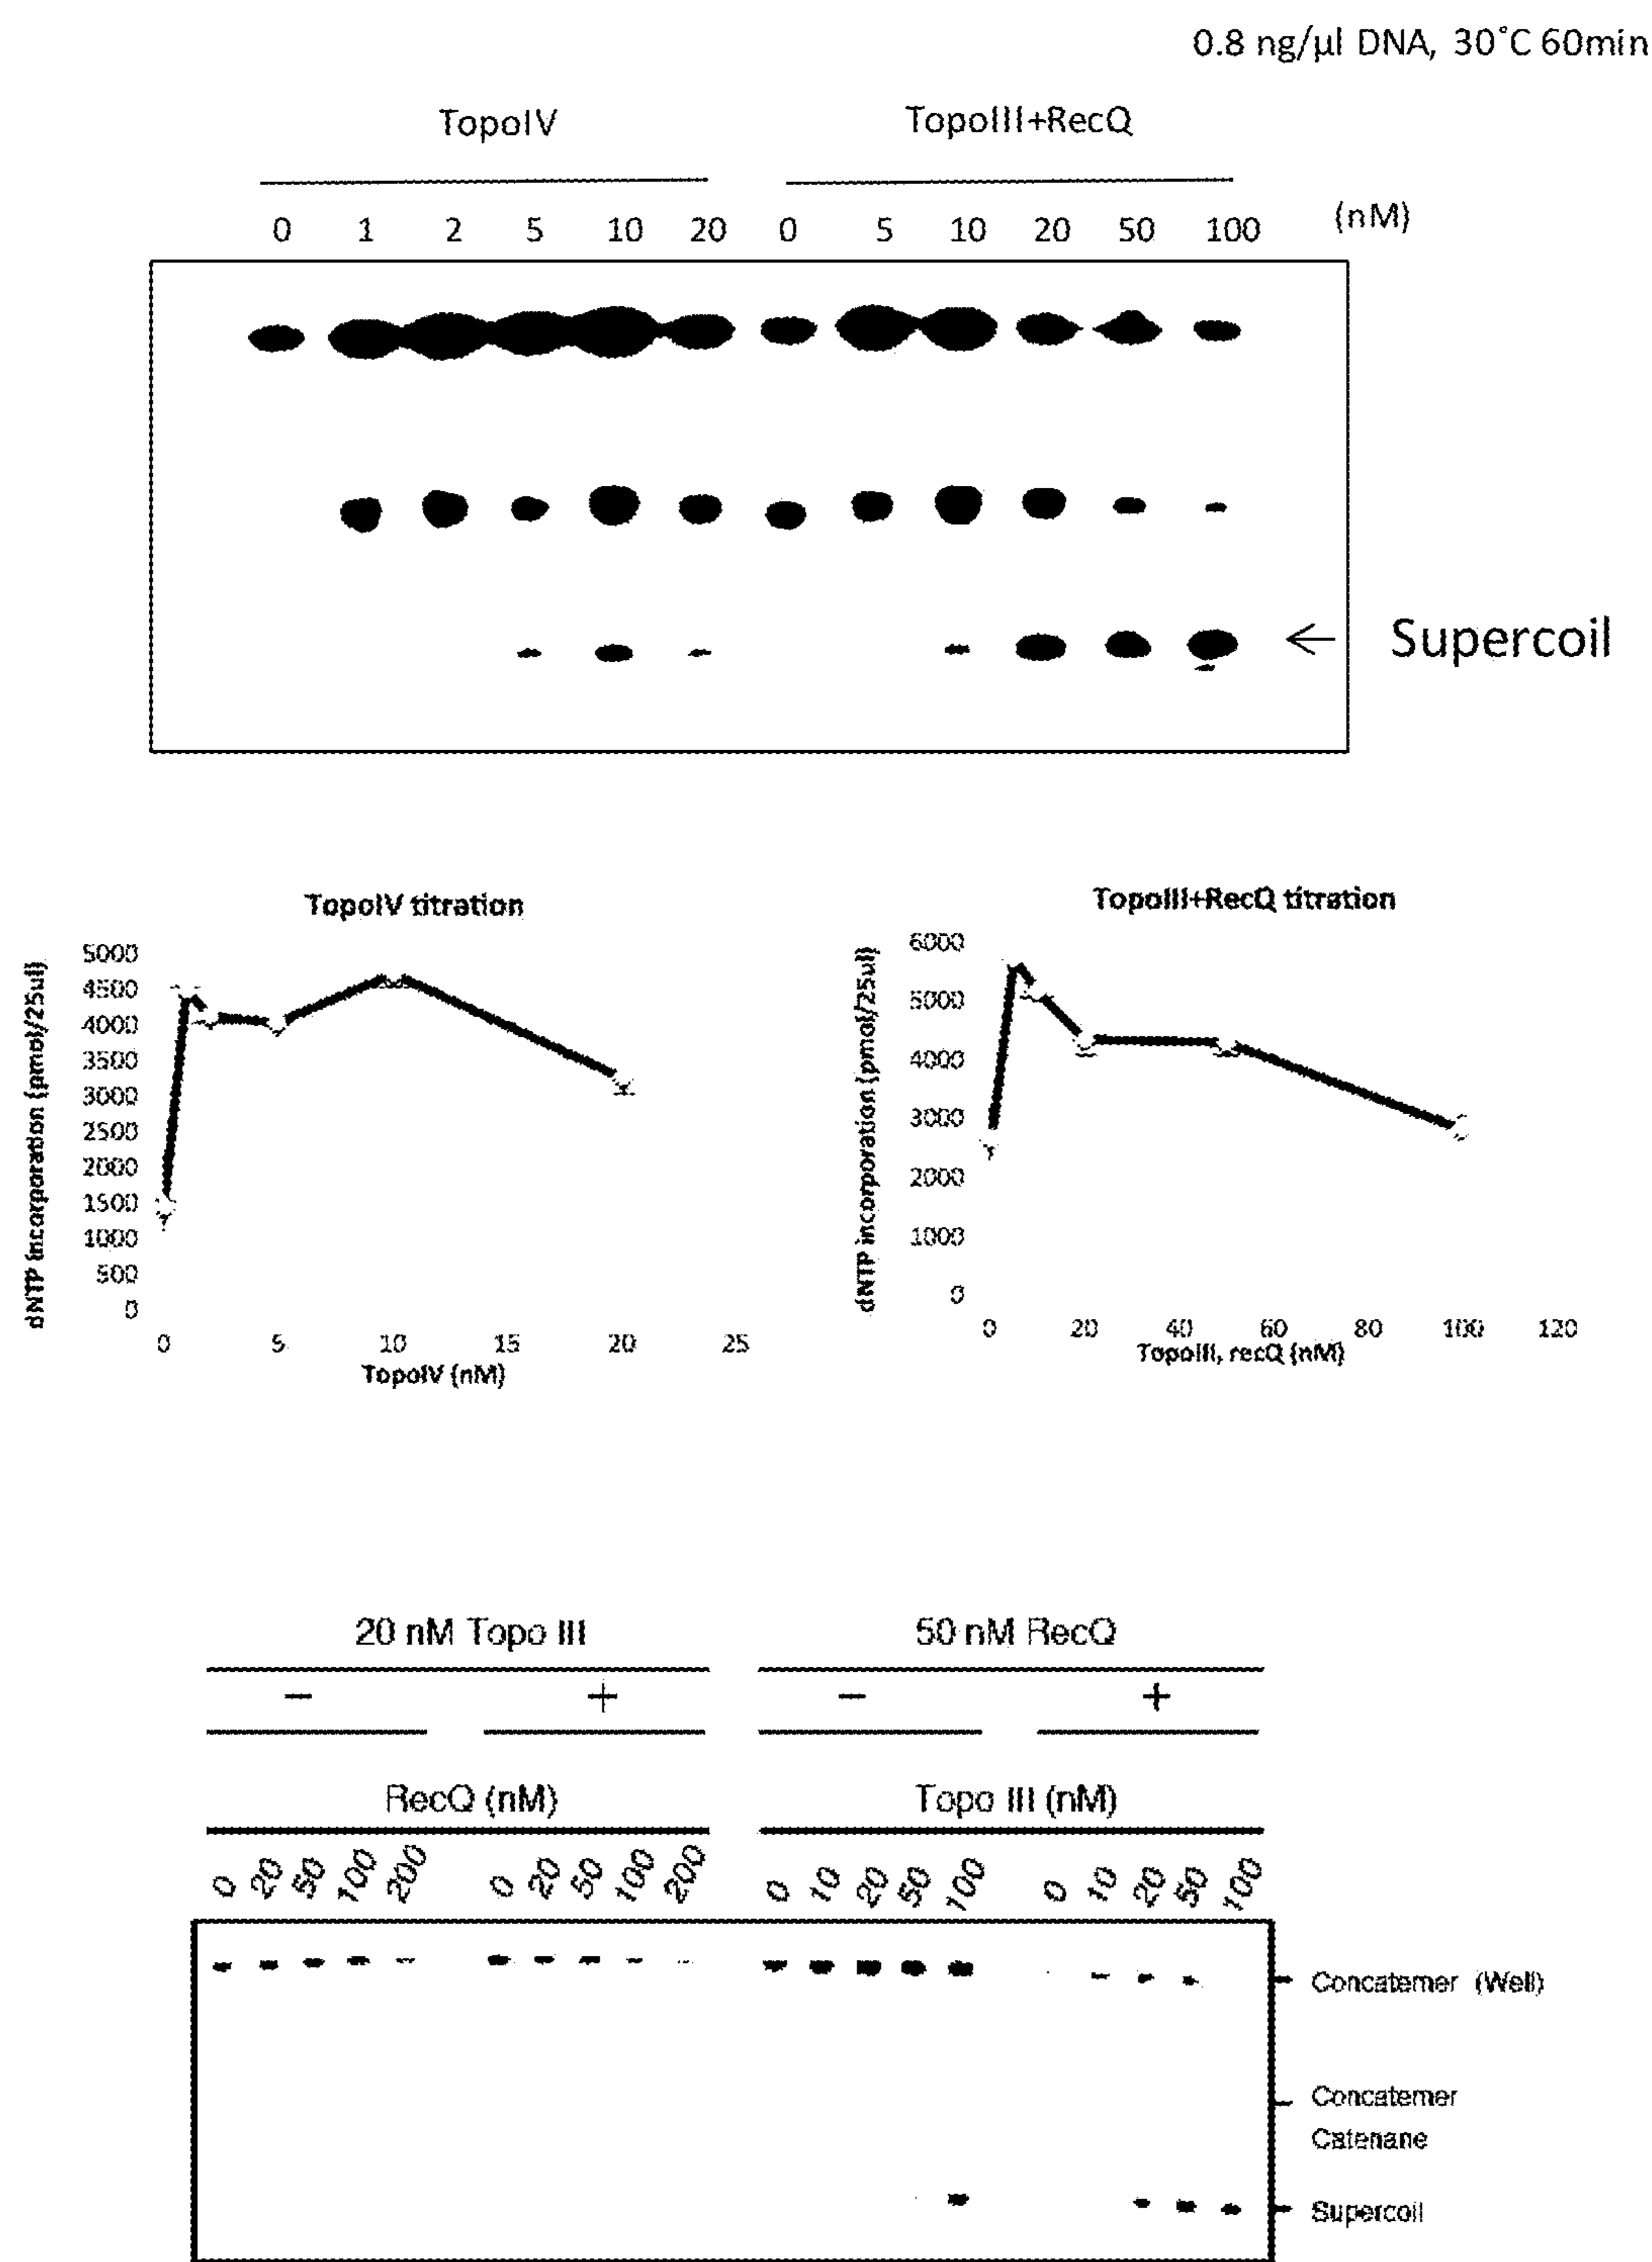 0.8 ng/µl DNA, 30˚C 60min
TopoIV TopoIII+RecQ
0 1 2 5 10 20 0 5 10 20 50 100 (nM)
Supercoil
TopoIV titration
dNTP incorporation (pmol/25ul)
5000
4500
4000
3500
3000
2500
2000
1500
1000
500
0
0 5 10 15 20 25
TopoIV (nM)
TopoIII+RecQ titration
dNTP incorporation (pmol/25ul)
6000
5000
4000
3000
2000
1000
0
0 20 40 60 80 100 120
TopoIII, recQ (nM)
20 nM Topo III 50 nM RecQ
− + − +
RecQ (nM) Topo III (nM)
0 20 50 100 200 0 20 50 100 200 0 10 20 50 100 0 10 20 50 100
Concatemer (Well)
Concatemer
Catenane
Supercoil